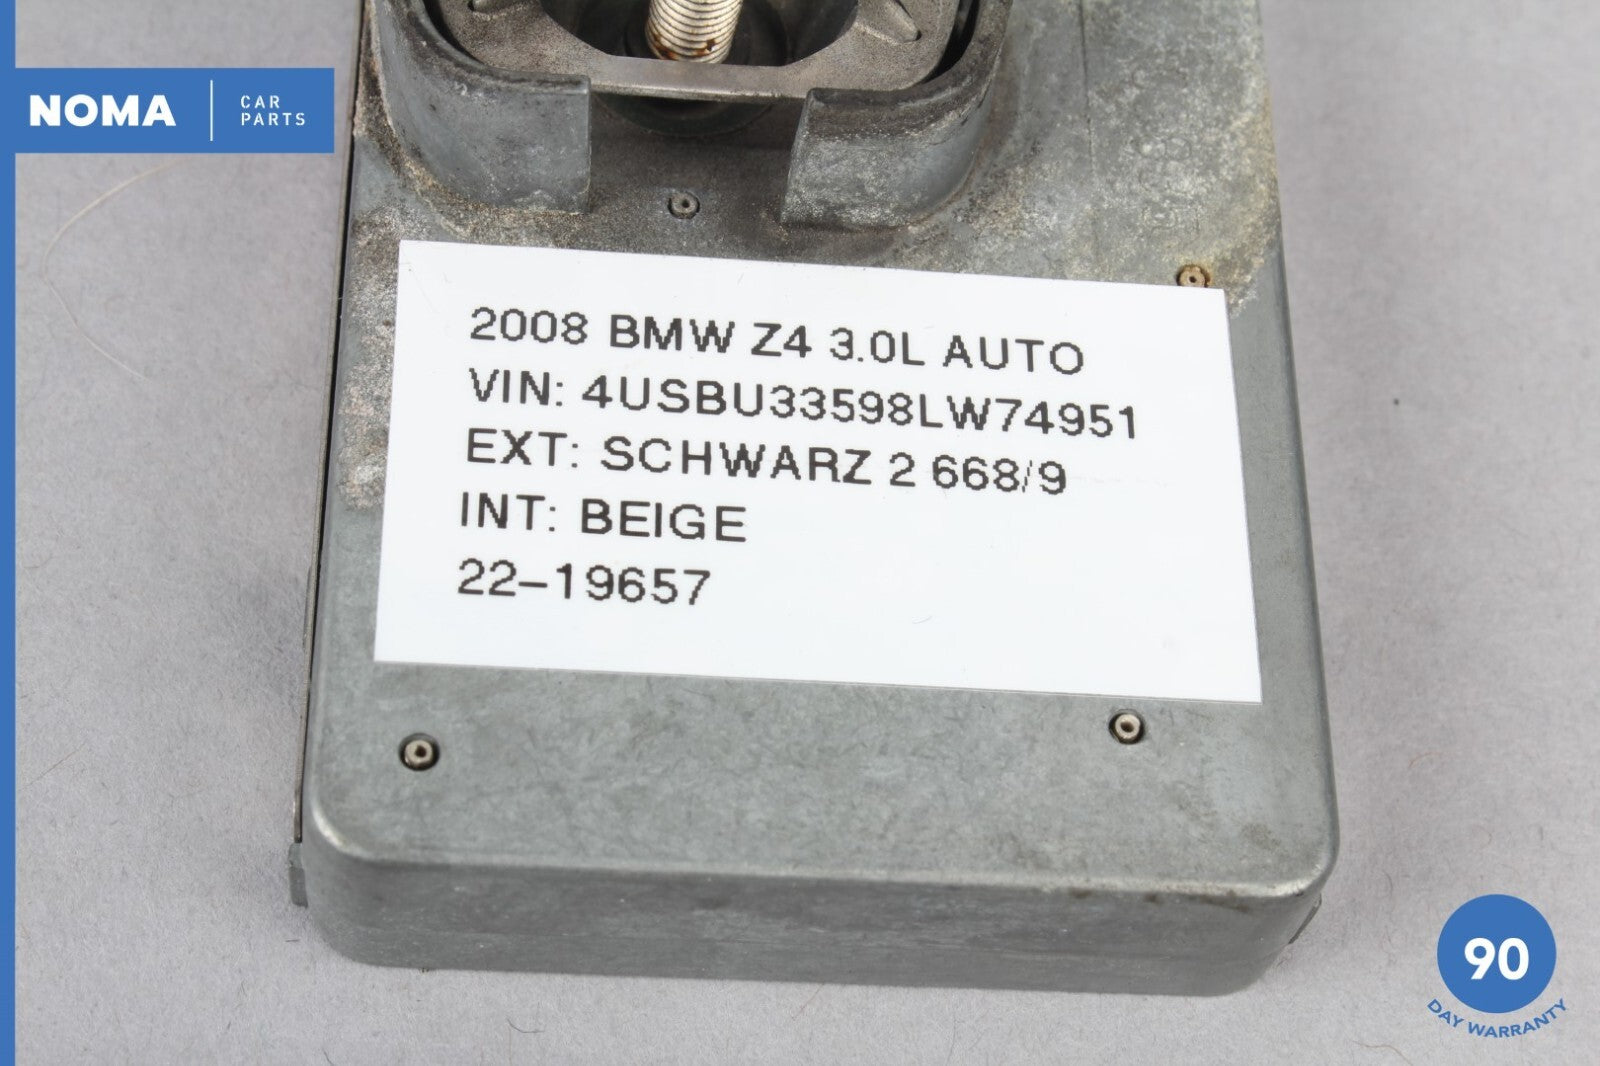 NOMA
CAR
PARTS
2008 BMW Z4 3.0L AUTO
VIN: 4USBU33598LW74951
EXT: SCHWARZ 2 668/9
INT: BEIGE
22-19657
90
DAY WARRANTY